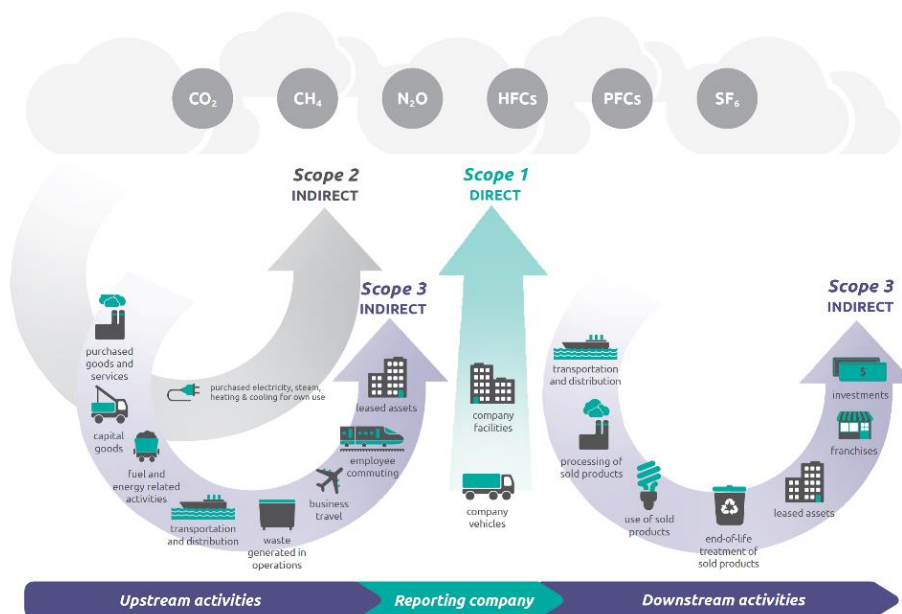 CO₂
CH₄
N₂O
HFCs
PFCs
SF₆
Scope 2
INDIRECT
Scope 1
DIRECT
Scope 3
INDIRECT
Scope 3
INDIRECT
purchased
goods and
services
capital
goods
fuel and
energy related
activities
transportation
and distribution
waste
generated in
operations
business
travel
employee
commuting
leased assets
purchased electricity, steam,
heating & cooling for own use
company
facilities
company
vehicles
transportation
and distribution
processing of
sold products
use of sold
products
end-of-life
treatment of
sold products
leased assets
franchises
$
investments
Upstream activities
Reporting company
Downstream activities